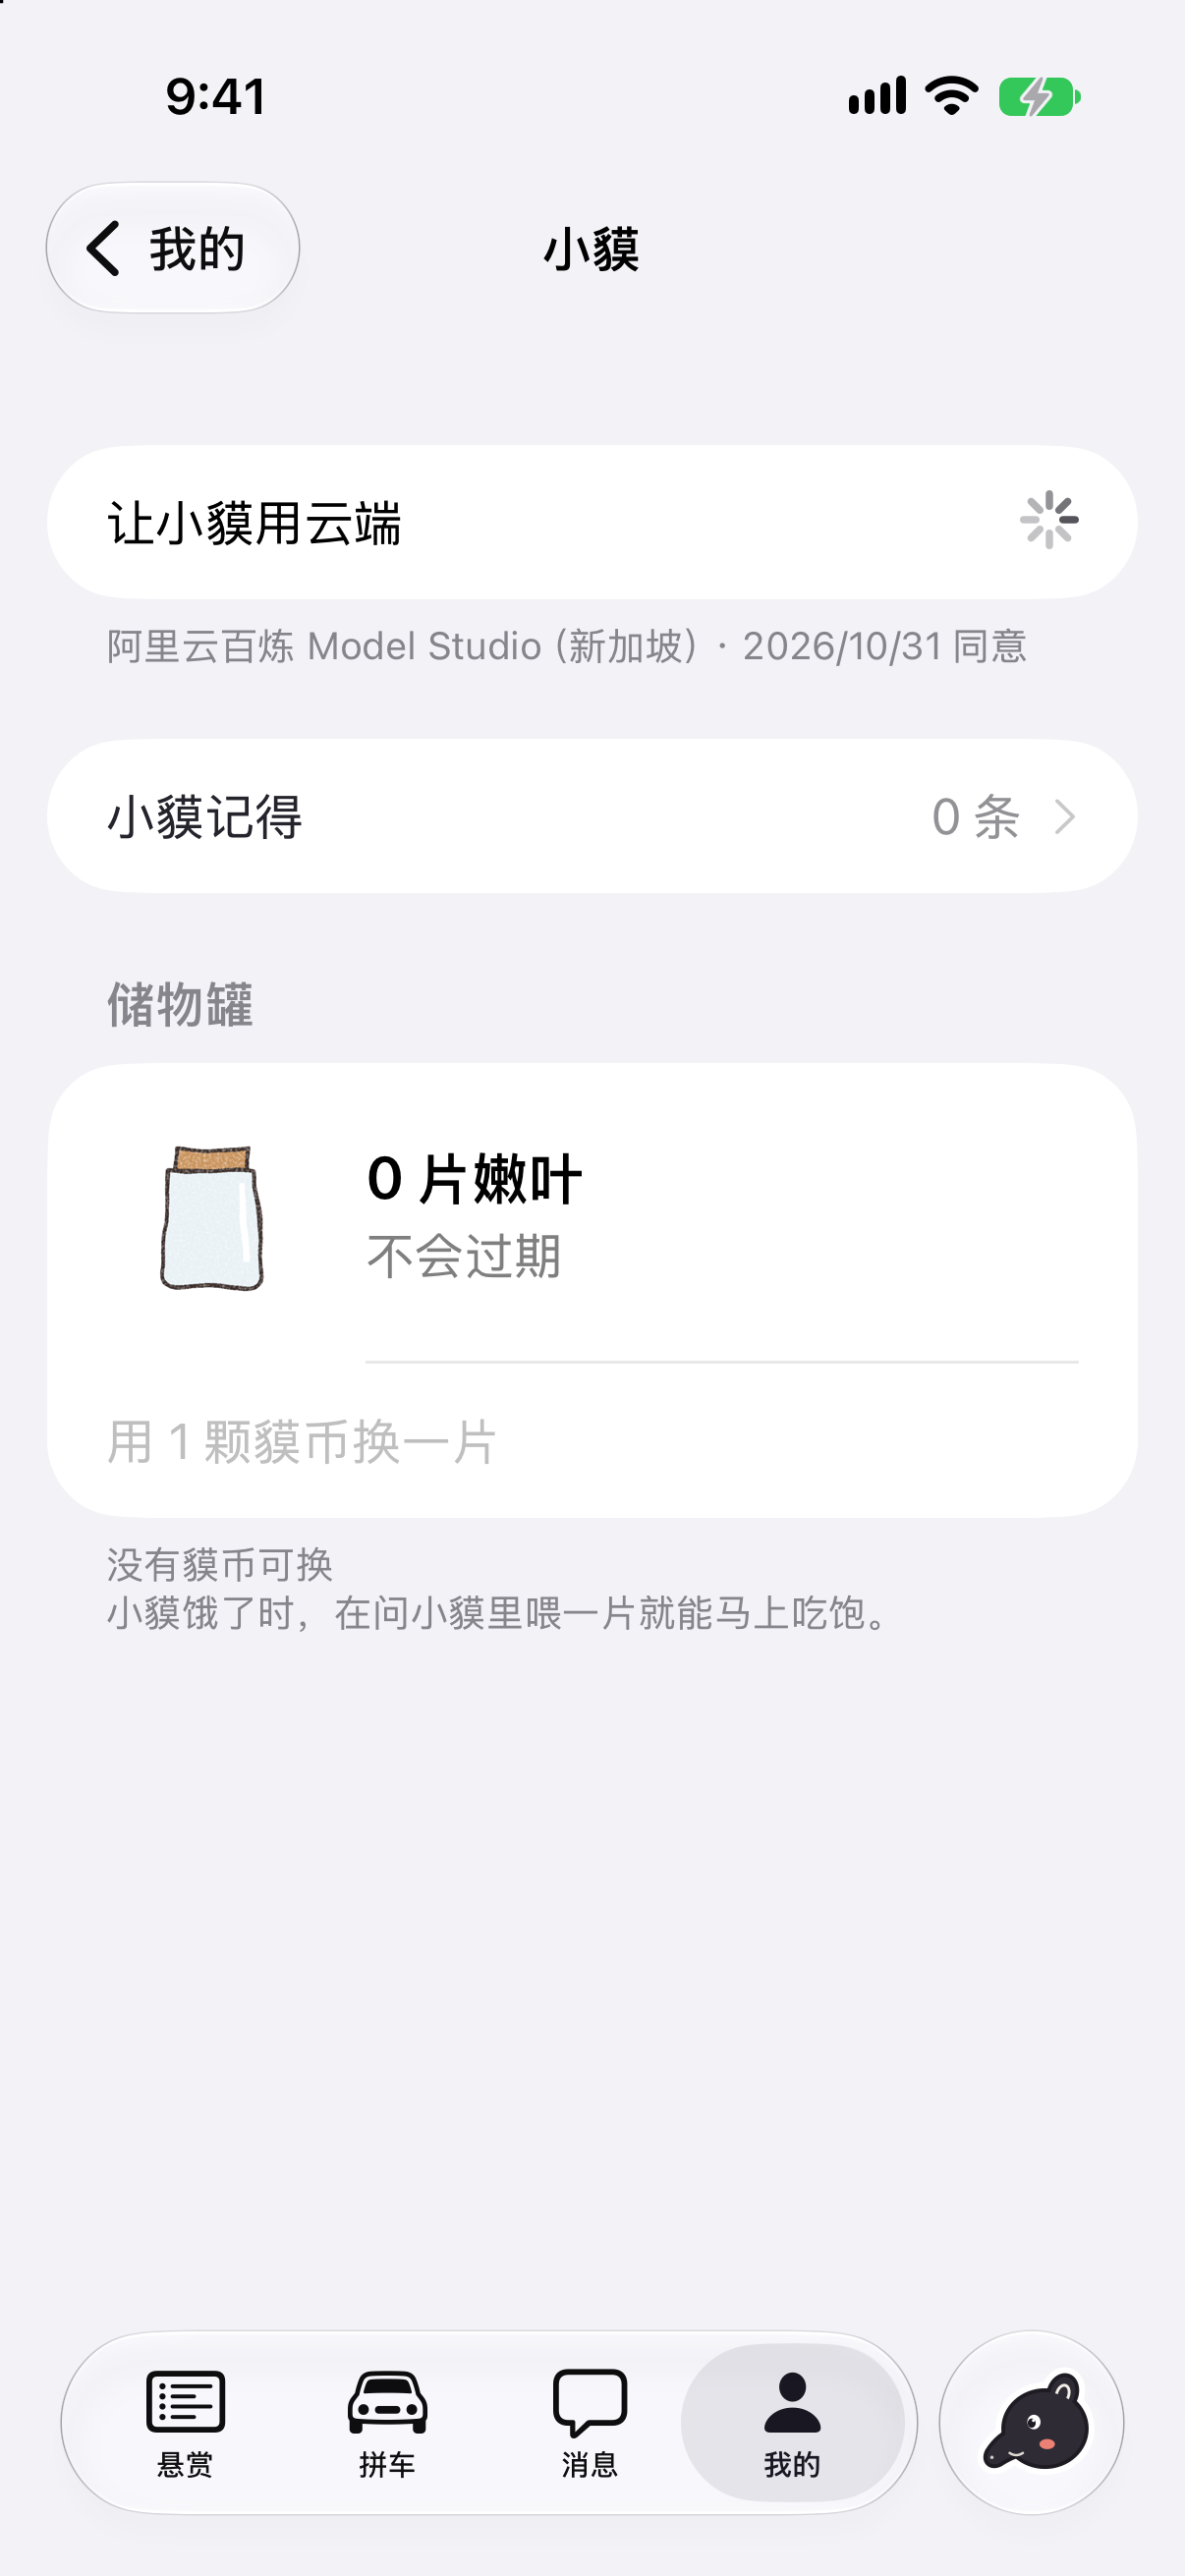 9:41
我的
小貘
让小貘用云端
阿里云百炼 Model Studio（新加坡）· 2026/10/31 同意
小貘记得
0 条
储物罐
0 片嫩叶
不会过期
用 1 颗貘币换一片
没有貘币可换
小貘饿了时，在问小貘里喂一片就能马上吃饱。
悬赏
拼车
消息
我的